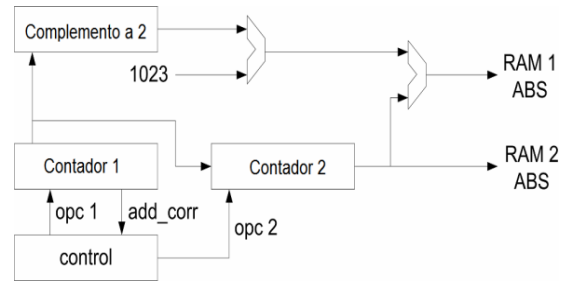 Complemento a 2
1023
RAM 1
ABS
Contador 1
Contador 2
RAM 2
ABS
opc 1
add_corr
opc 2
control